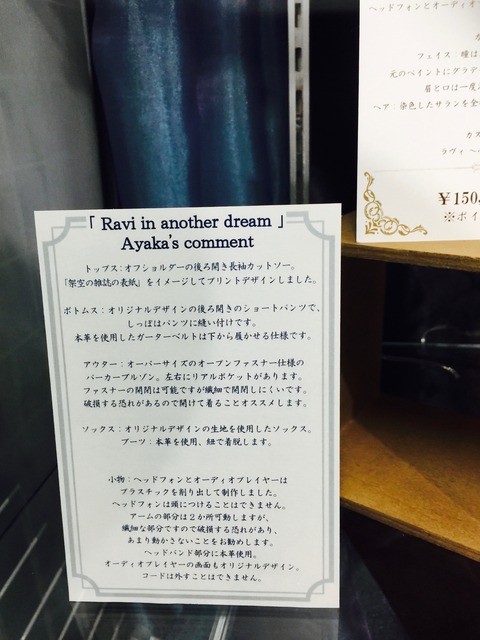 「 Ravi in another dream 」
Ayaka's comment
トップス：オフショルダーの後ろ開き長袖カットソー。
『架空の雑誌の表紙』をイメージしてプリントデザインしました。
ボトムス：オリジナルデザインの後ろ開きのショートパンツで、
しっぽはパンツに縫い付けです。
本革を使用したガーターベルトは下から履かせる仕様です。
アウター：オーバーサイズのオープンファスナー仕様の
パーカーブルゾン。左右にリアルポケットがあります。
ファスナーの開閉は可能ですが繊細で開閉しにくいです。
破損する恐れがあるので開けて着ることオススメします。
ソックス：オリジナルデザインの生地を使用したソックス。
ブーツ：本革を使用、紐で着脱します。
小物：ヘッドフォンとオーディオプレイヤーは
プラスチックを削り出して制作しました。
ヘッドフォンは頭につけることはできません。
アームの部分は２か所可動しますが、
繊細な部分ですので破損する恐れがあり、
あまり動かさないことをお勧めします。
ヘッドバンド部分に本革使用。
オーディオプレイヤーの画面もオリジナルデザイン。
コードは外すことはできません。
ヘッドフォンとオーディオ
フェイス：瞳は
元のペイントにグラデ
眉と口は一度
ヘア：染色したサランを全
カス
ラヴィ へ
￥150,
※ポイ